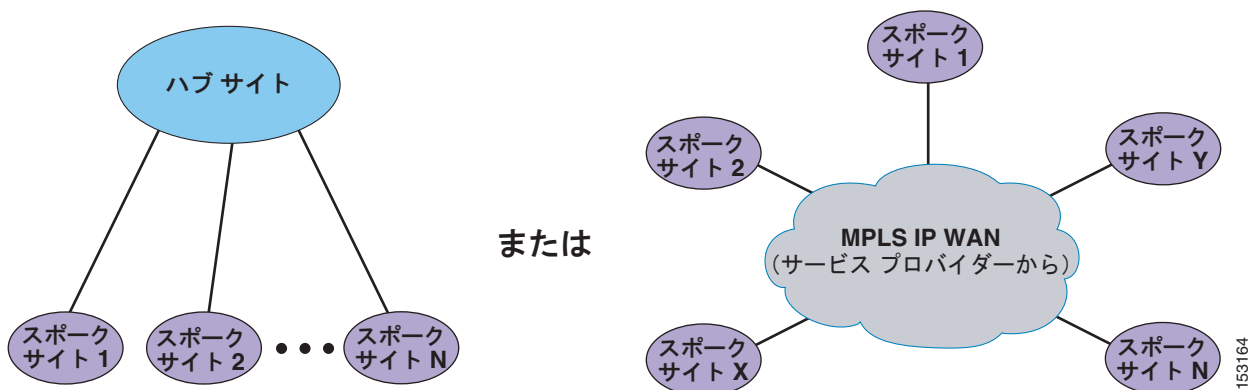 ハブ サイト
スポーク
サイト 1
スポーク
サイト 2
スポーク
サイト N
または
スポーク
サイト 1
スポーク
サイト 2
スポーク
サイト Y
MPLS IP WAN
（サービス プロバイダーから）
スポーク
サイト X
スポーク
サイト N
153164